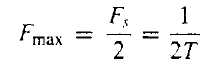 F_max = F_s/2 = 1/2T